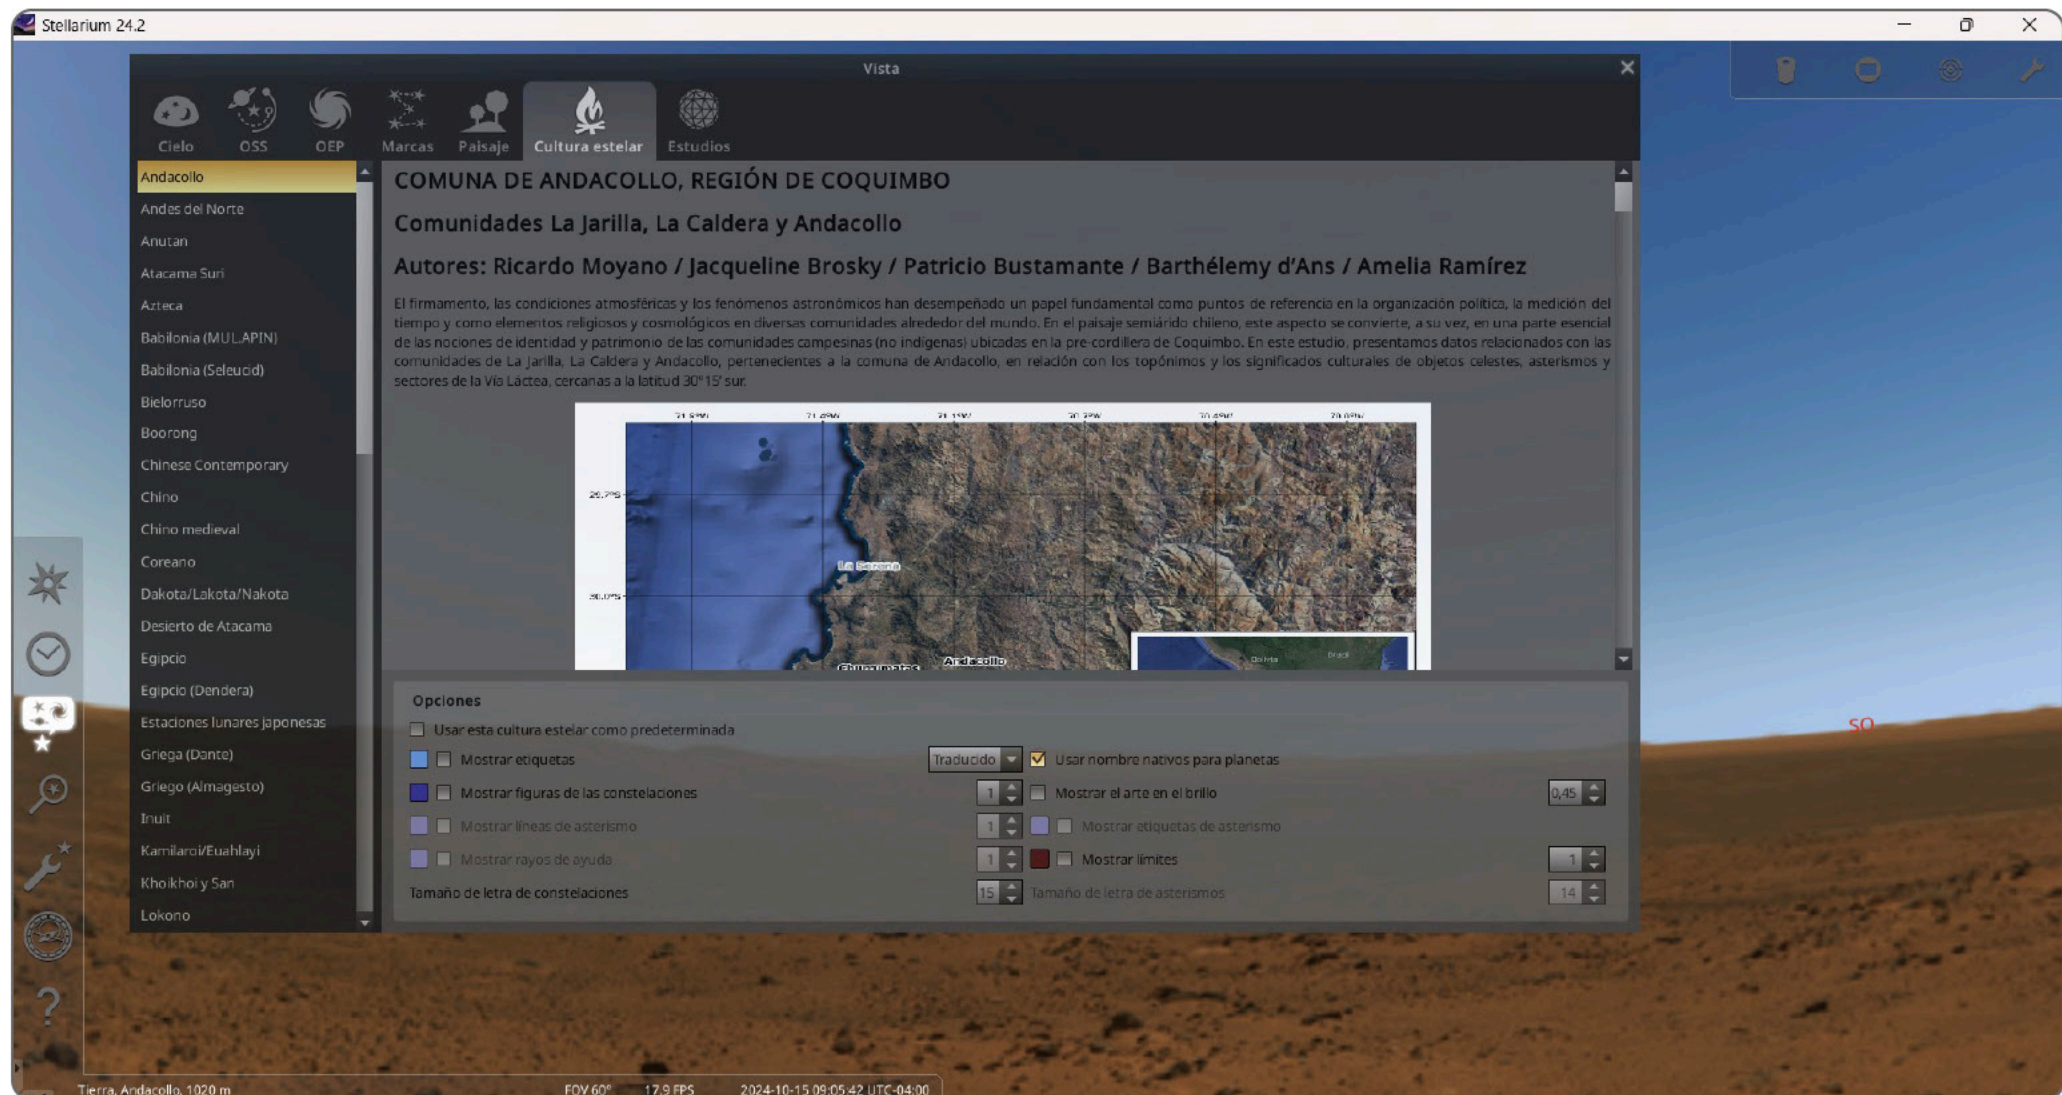 Stellarium 24.2
Vista
Cielo
OSS
OEP
Marcas
Paisaje
Cultura estelar
Estudios
Andacollo
Andes del Norte
Anutan
Atacama Suri
Azteca
Babilonia (MUL.APIN)
Babilonia (Seleucid)
Bielorruso
Boorong
Chinese Contemporary
Chino
Chino medieval
Coreano
Dakota/Lakota/Nakota
Desierto de Atacama
Egipcio
Egipcio (Dendera)
Estaciones lunares japonesas
Griega (Dante)
Griego (Almagesto)
Inuit
Kamilaroi/Euahlayi
Khoikhoi y San
Lokono
COMUNA DE ANDACOLLO, REGIÓN DE COQUIMBO
Comunidades La Jarilla, La Caldera y Andacollo
Autores: Ricardo Moyano / Jacqueline Brosky / Patricio Bustamante / Barthélemy d’Ans / Amelia Ramírez
El firmamento, las condiciones atmosféricas y los fenómenos astronómicos han desempeñado un papel fundamental como puntos de referencia en la organización política, la medición del
tiempo y como elementos religiosos y cosmológicos en diversas comunidades alrededor del mundo. En el paisaje semiárido chileno, este aspecto se convierte, a su vez, en una parte esencial
de las nociones de identidad y patrimonio de las comunidades campesinas (no indígenas) ubicadas en la pre-cordillera de Coquimbo. En este estudio, presentamos datos relacionados con las
comunidades de La Jarilla, La Caldera y Andacollo, pertenecientes a la comuna de Andacollo, en relación con los topónimos y los significados culturales de objetos celestes, asterismos y
sectores de la Vía Láctea, cercanas a la latitud 30°15’ sur.
29.7°S
La Serena
30.0°S
Andacollo
Bolivia
Brazil
Opciones
Usar esta cultura estelar como predeterminada
Mostrar etiquetas
Traducido
Usar nombre nativos para planetas
Mostrar figuras de las constelaciones
1
Mostrar el arte en el brillo
0,45
Mostrar líneas de asterismo
1
Mostrar etiquetas de asterismo
Mostrar rayos de ayuda
1
Mostrar límites
1
Tamaño de letra de constelaciones
15
Tamaño de letra de asterismos
14
SO
Tierra, Andacollo, 1020 m
FOV 60°
17.9 FPS
2024-10-15 09:05:42 UTC-04:00